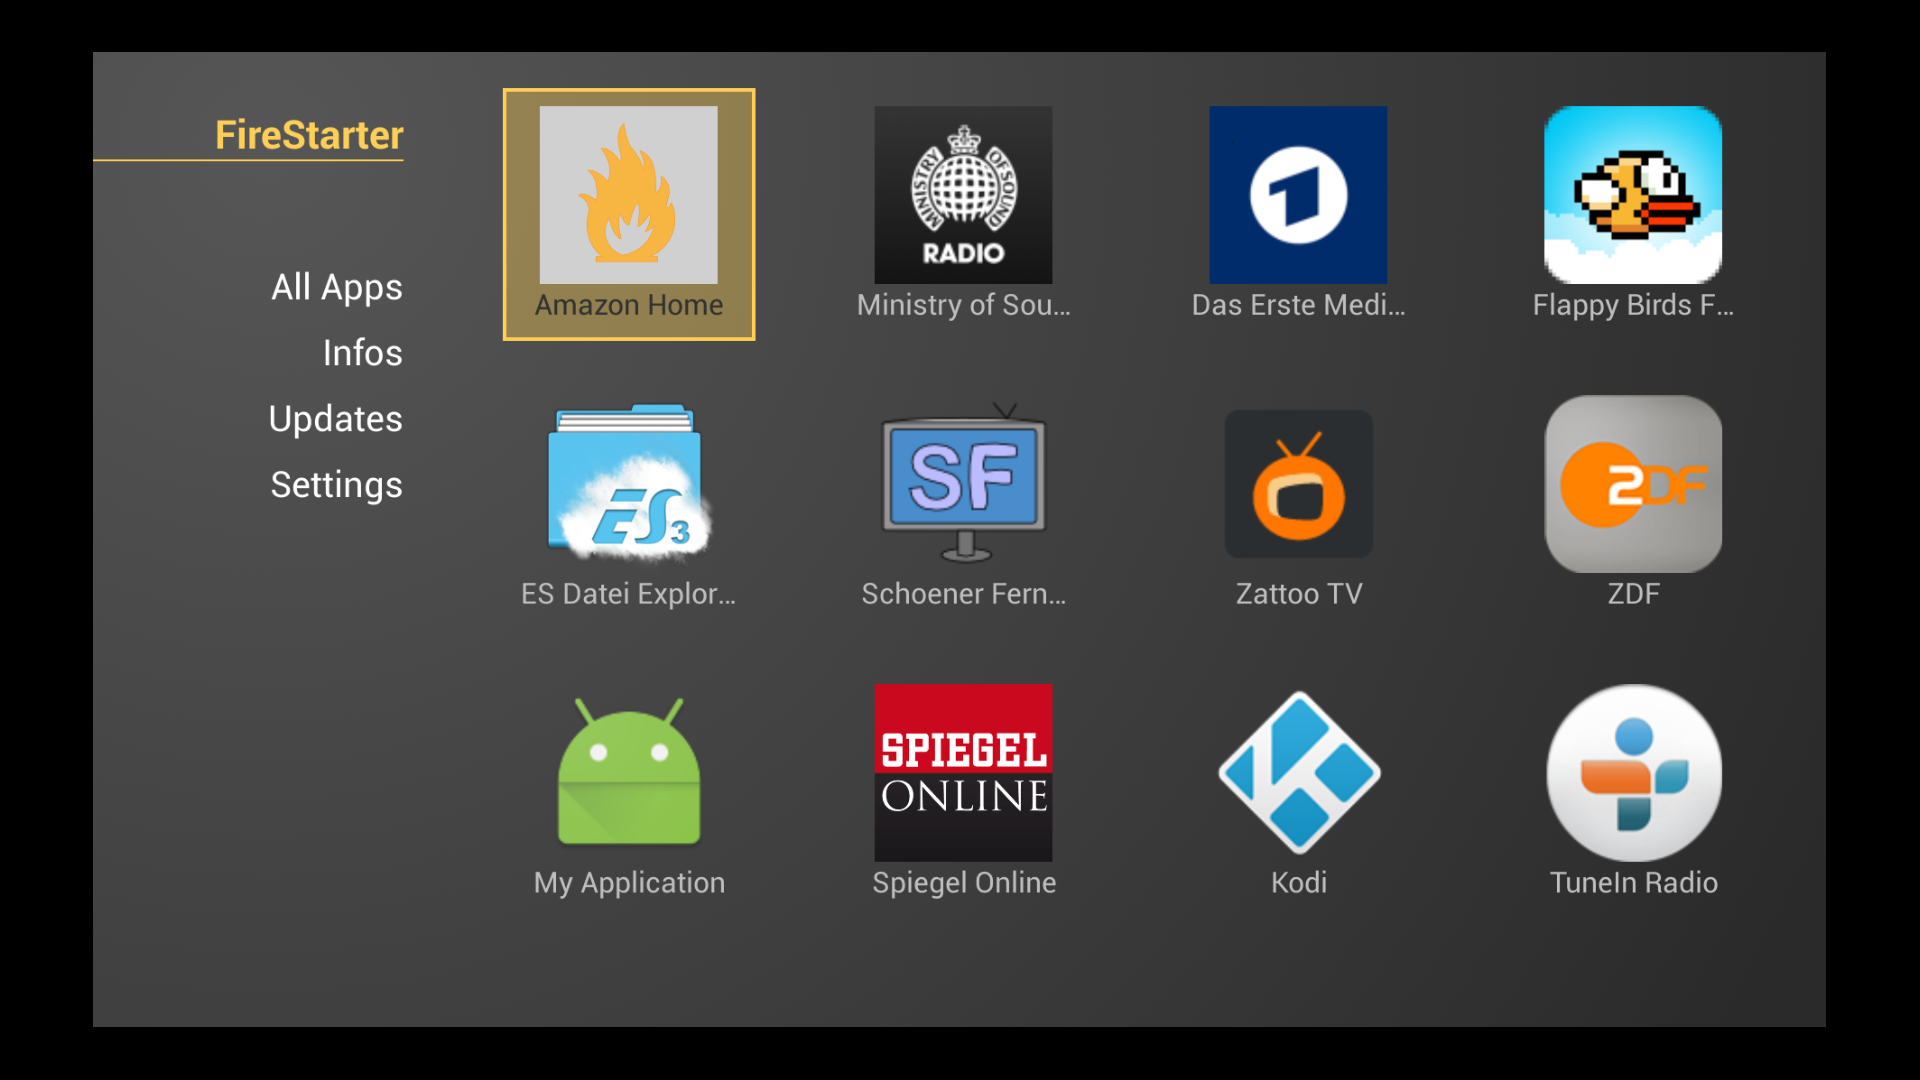 FireStarter
All Apps
Infos
Updates
Settings
MINISTRY OF SOUND
RADIO
1
Amazon Home
Ministry of Sou...
Das Erste Medi...
Flappy Birds F...
ES3
SF
2DF
ES Datei Explor...
Schoener Fern...
Zattoo TV
ZDF
SPIEGEL
ONLINE
My Application
Spiegel Online
Kodi
TuneIn Radio